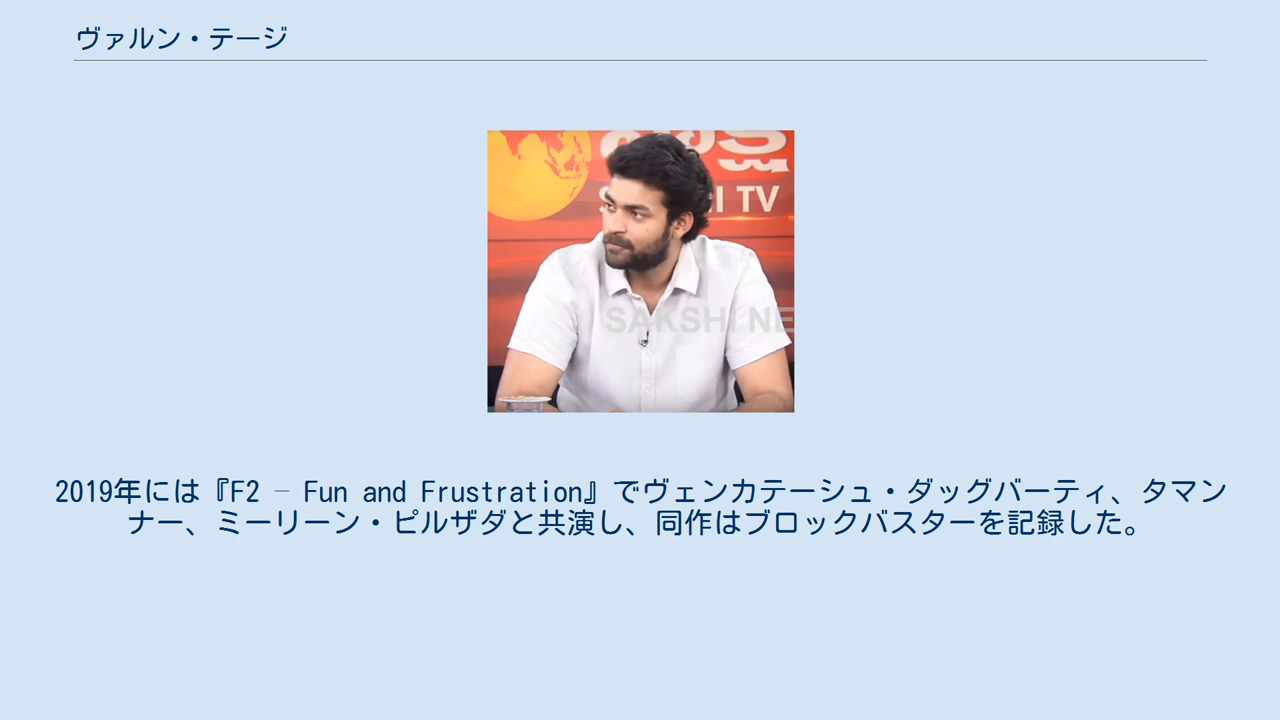 ヴァルン・テージ
TV
SAKSHI NE
2019年には『F2 – Fun and Frustration』でヴェンカテーシュ・ダッグバーティ、タマン
ナー、ミーリーン・ピルザダと共演し、同作はブロックバスターを記録した。